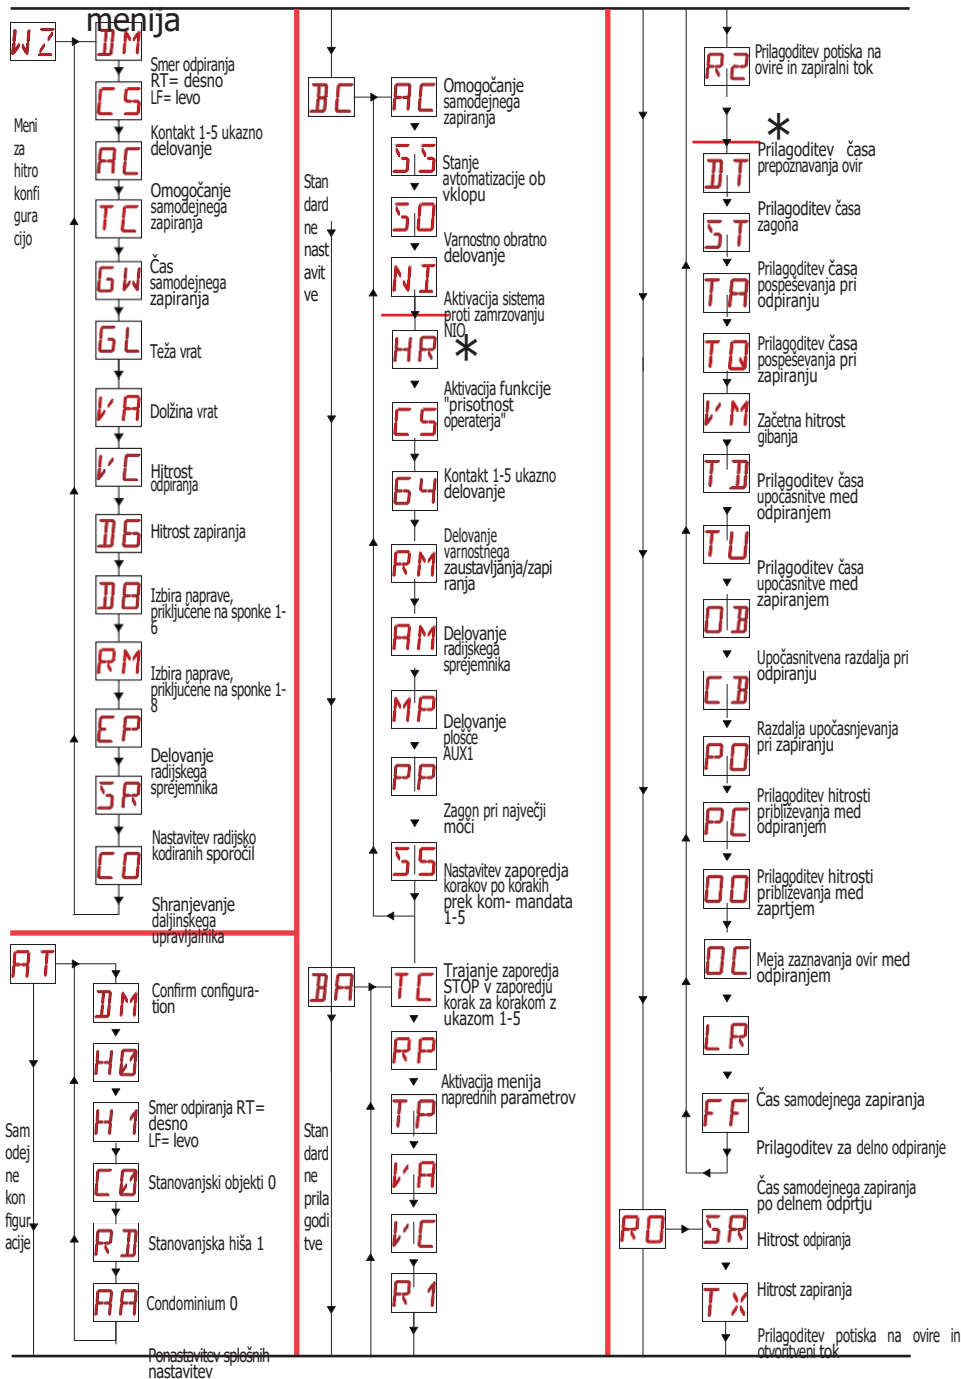 menija
WZ
DM
Smer odpiranja
RT= desno
LF= levo
CS
Meni
za
hitro
konfi
gura
cijo
Kontakt 1-5 ukazno
delovanje
AC
Omogočanje
samodejnega
zapiranja
TC
Čas
samodejnega
zapiranja
GW
GL
Teža vrat
VA
Dolžina vrat
VC
Hitrost
odpiranja
D6
Hitrost zapiranja
D8
Izbira naprave,
priključene na sponke 1-
6
RM
Izbira naprave,
priključene na sponke 1-
8
EP
Delovanje
radijskega
sprejemnika
SR
Nastavitev radijsko
kodiranih sporočil
CO
Shranjevanje
daljinskega
upravljalnika
AT
DM
Confirm configura-
tion
H0
H1
Smer odpiranja RT=
desno
LF= levo
Sam
odej
ne
kon
figur
acije
C0
Stanovanjski objekti 0
RD
Stanovanjska hiša 1
AA
Condominium 0
Ponastavitev splošnih
nastavitev
BC
AC
Omogočanje
samodejnega
zapiranja
SS
Stanje
avtomatizacije ob
vklopu
Stan
dard
ne
nast
avit
ve
SO
Varnostno obratno
delovanje
NI
Aktivacija sistema
proti zamrzovanju
NIO
HR
*
Aktivacija funkcije
"prisotnost
operaterja"
CS
Kontakt 1-5 ukazno
delovanje
64
Delovanje
varnostnega
zaustavljanja/zapi
ranja
RM
AM
Delovanje
radijskega
sprejemnika
MP
Delovanje
plošče
AUX1
PP
Zagon pri največji
moči
SS
Nastavitev zaporedja
korakov po korakih
prek kom- mandata
1-5
BA
TC
Trajanje zaporedja
STOP v zaporedju
korak za korakom z
ukazom 1-5
RP
Aktivacija menija
naprednih parametrov
TP
Stan
dard
ne
prila
godi
tve
VA
VC
R1
R2
Prilagoditev potiska na
ovire in zapiralni tok
*
Prilagoditev časa
prepoznavanja ovir
DT
Prilagoditev časa
zagona
ST
Prilagoditev časa
pospeševanja pri
odpiranju
TA
Prilagoditev časa
pospeševanja pri
zapiranju
TQ
VM
Začetna hitrost
gibanja
TD
Prilagoditev časa
upočasnitve med
odpiranjem
TU
Prilagoditev časa
upočasnitve med
zapiranjem
OB
Upočasnitvena razdalja pri
odpiranju
CB
Razdalja upočasnjevanja
pri zapiranju
PO
Prilagoditev hitrosti
približevanja med
odpiranjem
PC
Prilagoditev hitrosti
približevanja med
zaprtjem
OO
OC
Meja zaznavanja ovir med
odpiranjem
LR
FF
Čas samodejnega zapiranja
Prilagoditev za delno odpiranje
Čas samodejnega zapiranja
po delnem odprtju
RO
SR
Hitrost odpiranja
TX
Hitrost zapiranja
Prilagoditev potiska na ovire in
otvoritveni tok